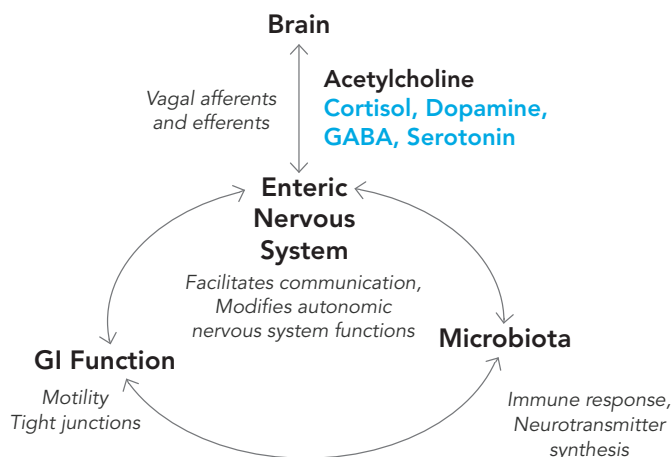 Brain
Vagal afferents
and efferents
Acetylcholine
Cortisol, Dopamine,
GABA, Serotonin
Enteric
Nervous
System
Facilitates communication,
Modifies autonomic
nervous system functions
GI Function
Motility
Tight junctions
Microbiota
Immune response,
Neurotransmitter
synthesis